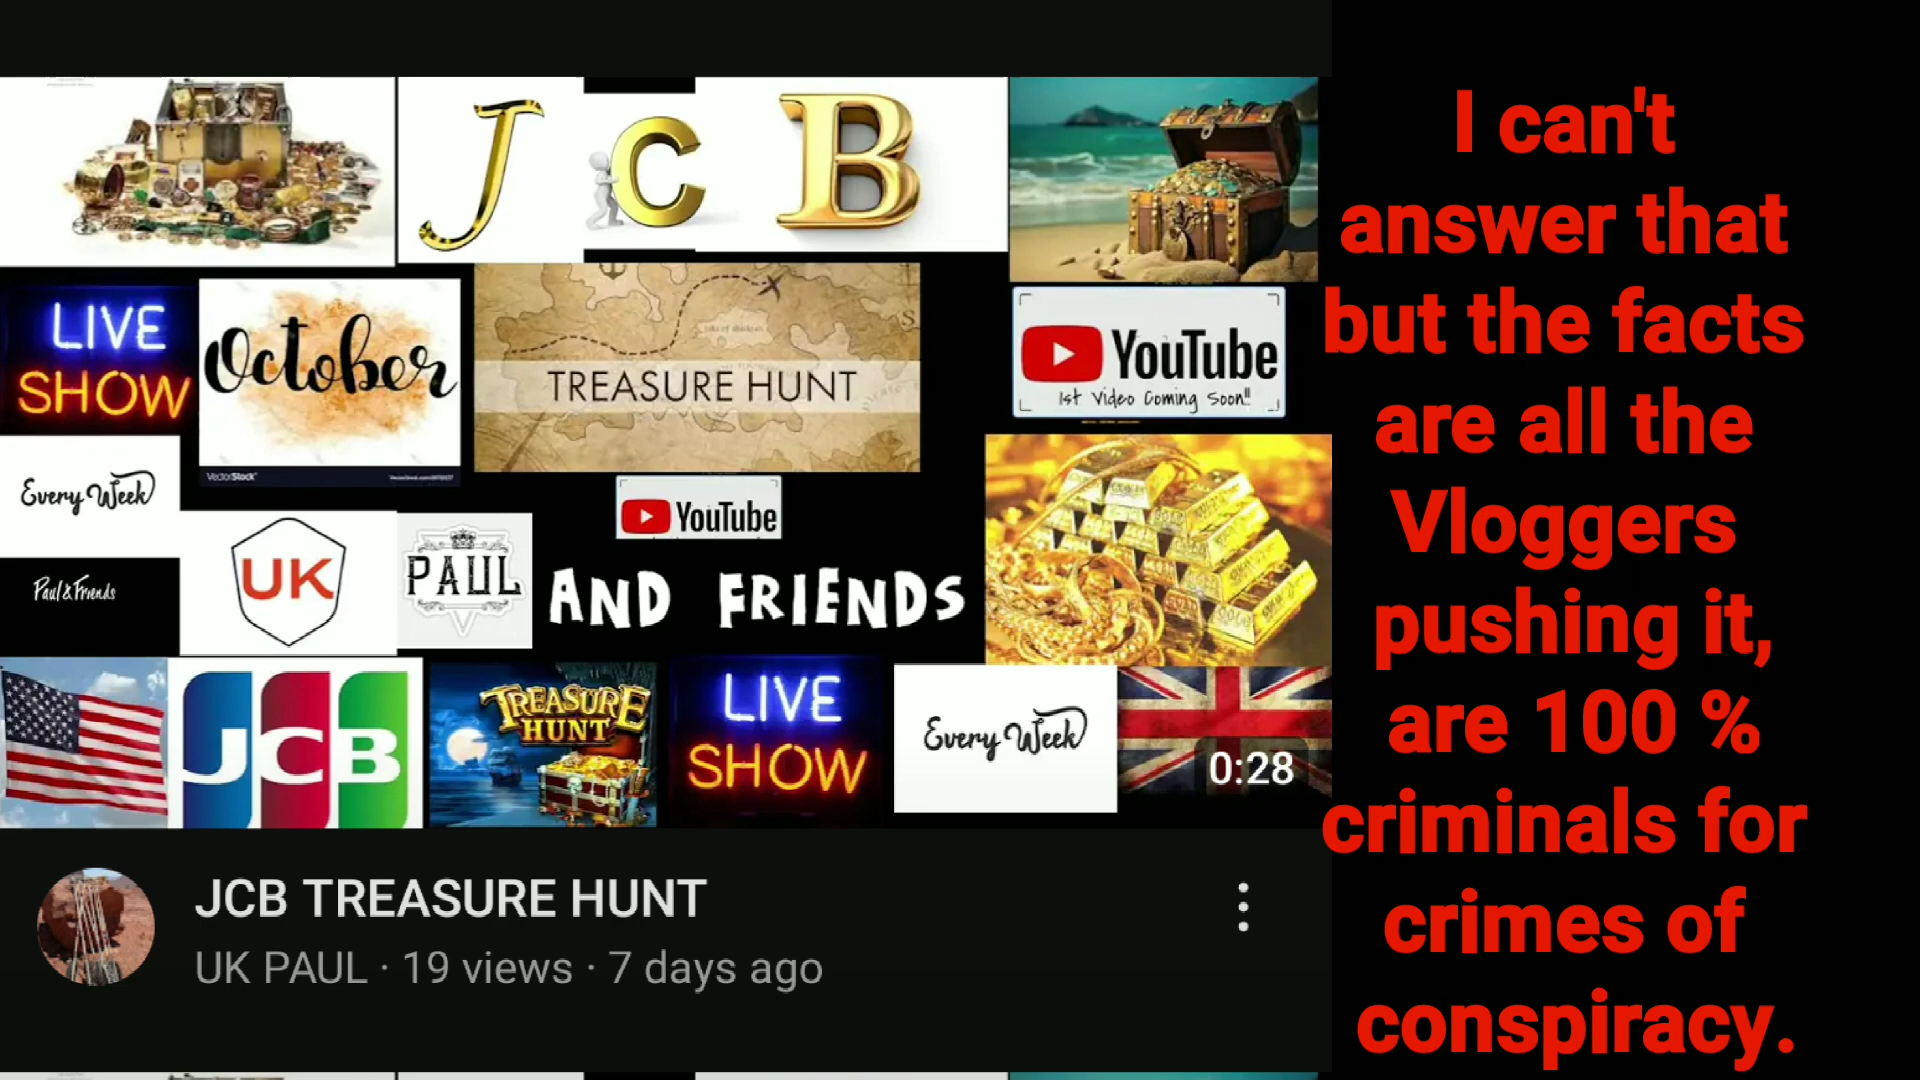 J C B
LIVE
SHOW
October
TREASURE HUNT
YouTube
1st Video Coming Soon!!
VectorStock
Every Week
YouTube
Paul & Friends
UK
PAUL
AND FRIENDS
JCB
TREASURE
HUNT
LIVE
SHOW
Every Week
0:28
JCB TREASURE HUNT
UK PAUL · 19 views · 7 days ago
I can't
answer that
but the facts
are all the
Vloggers
pushing it,
are 100 %
criminals for
crimes of
conspiracy.